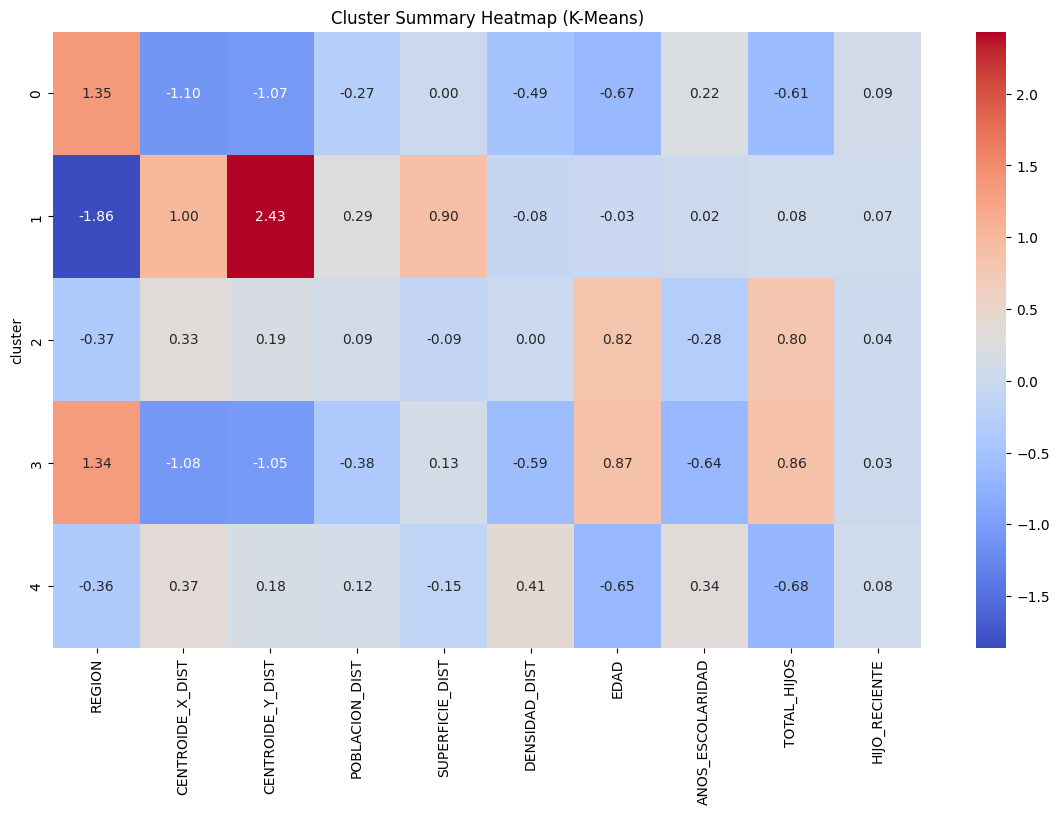 Cluster Summary Heatmap (K-Means)
cluster
0 1.35 -1.10 -1.07 -0.27 0.00 -0.49 -0.67 0.22 -0.61 0.09
1 -1.86 1.00 2.43 0.29 0.90 -0.08 -0.03 0.02 0.08 0.07
2 -0.37 0.33 0.19 0.09 -0.09 0.00 0.82 -0.28 0.80 0.04
3 1.34 -1.08 -1.05 -0.38 0.13 -0.59 0.87 -0.64 0.86 0.03
4 -0.36 0.37 0.18 0.12 -0.15 0.41 -0.65 0.34 -0.68 0.08
REGION
CENTROIDE_X_DIST
CENTROIDE_Y_DIST
POBLACION_DIST
SUPERFICIE_DIST
DENSIDAD_DIST
EDAD
ANOS_ESCOLARIDAD
TOTAL_HIJOS
HIJO_RECIENTE
2.0
1.5
1.0
0.5
0.0
−0.5
−1.0
−1.5